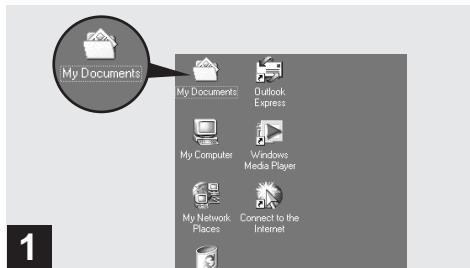 My Documents
My Documents
Outlook
Express
My Computer
Windows
Media Player
My Network
Places
Connect to the
Internet
1